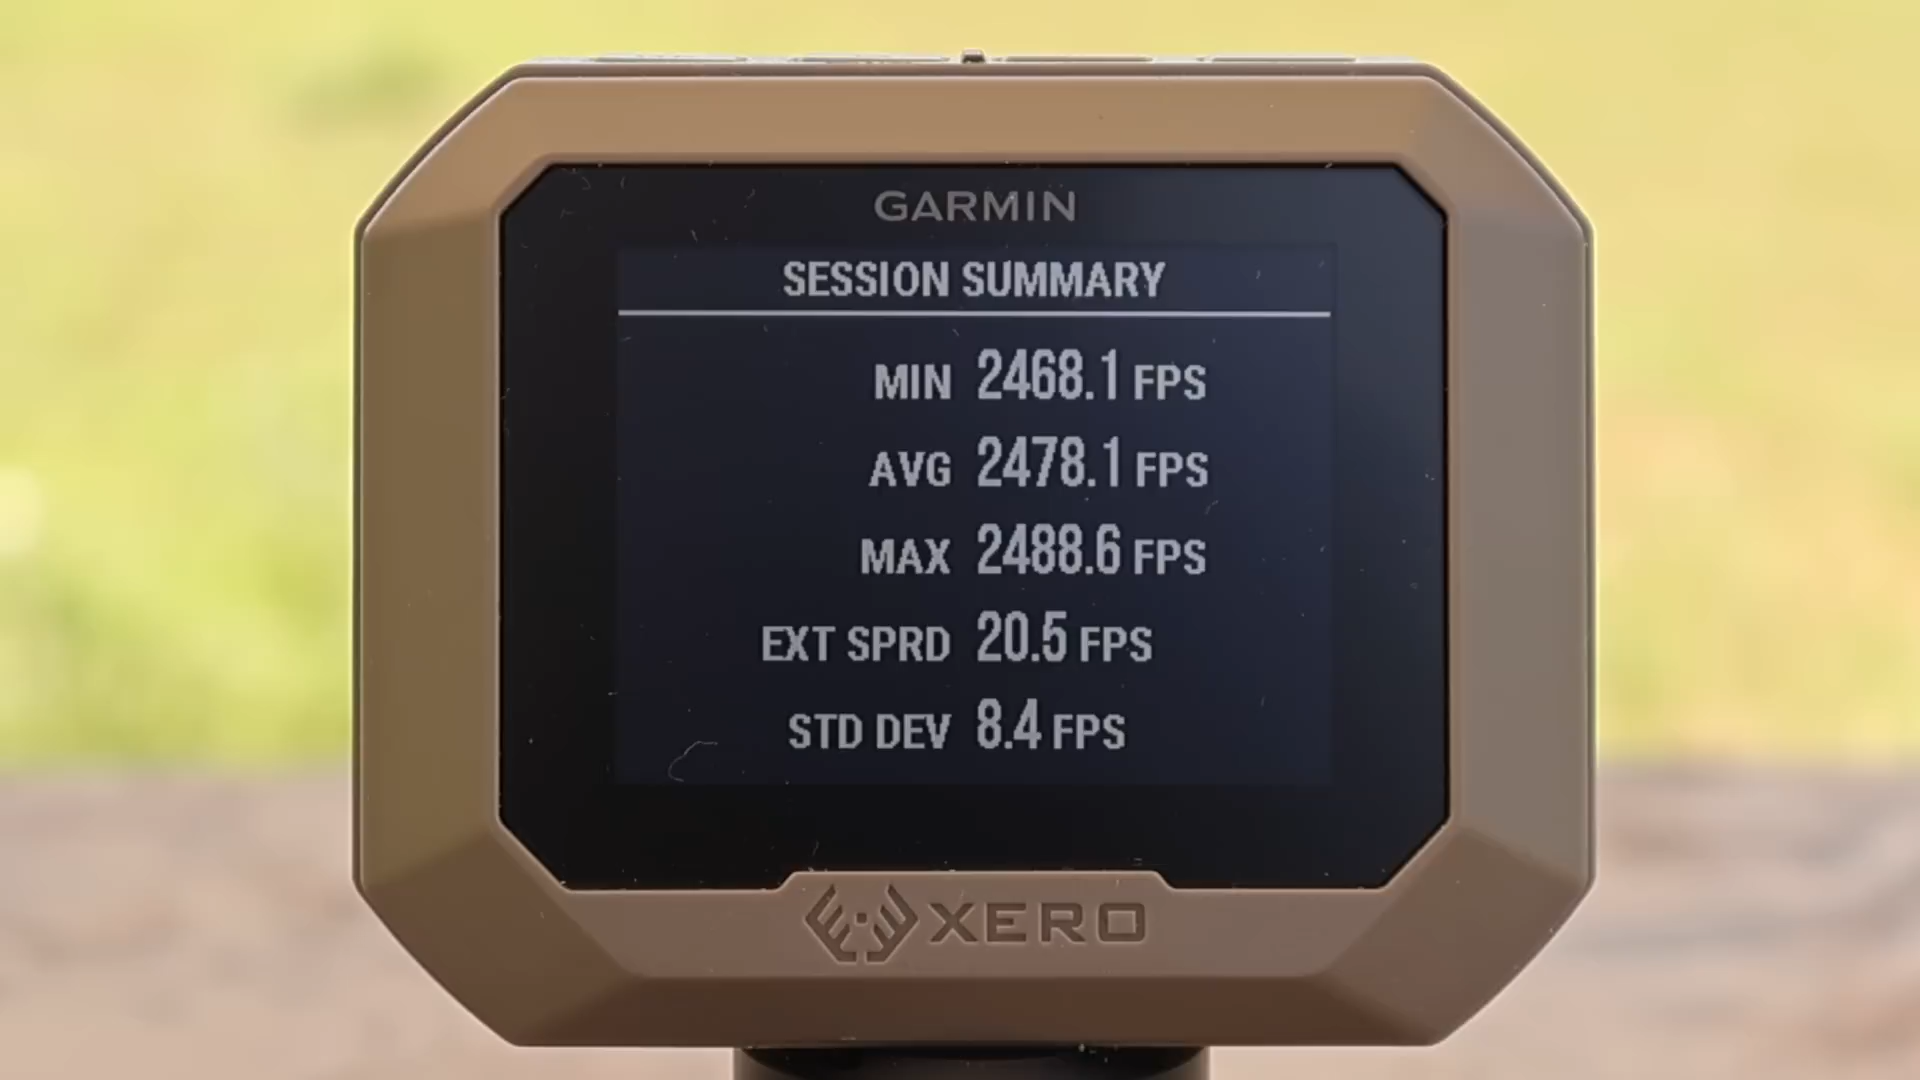 GARMIN
SESSION SUMMARY
MIN 2468.1 FPS
AVG 2478.1 FPS
MAX 2488.6 FPS
EXT SPRD 20.5 FPS
STD DEV 8.4 FPS
XERO